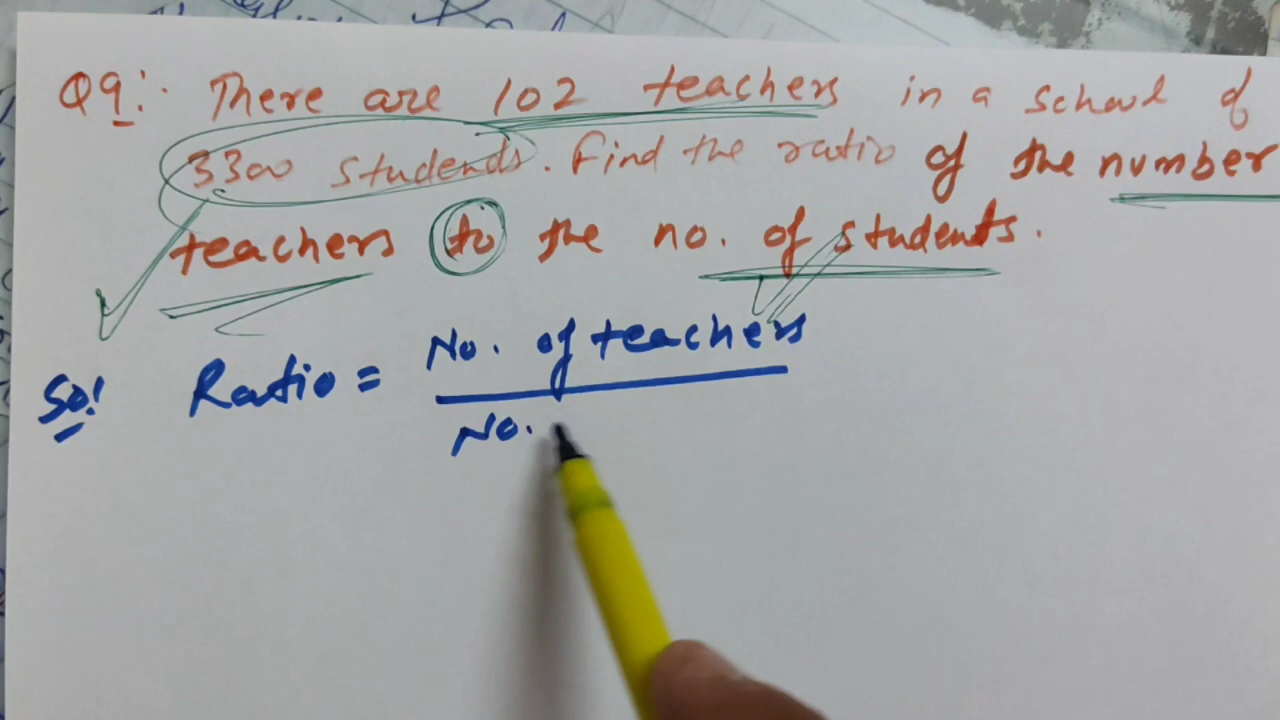 Q9:. There are 102 teachers in a school of
3300 students. Find the ratio of the number
teachers to the no. of students.
So! Ratio = No. of teachers
No.